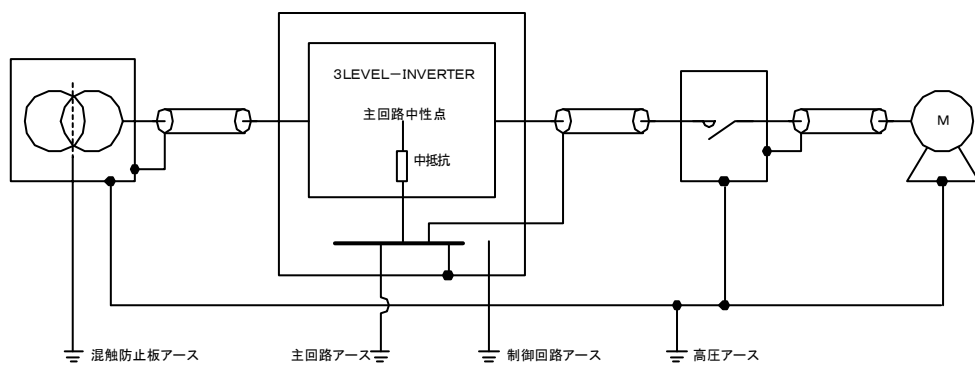 3LEVEL－INVERTER
主回路中性点
中抵抗
M
混触防止板アース
主回路アース
制御回路アース
高圧アース